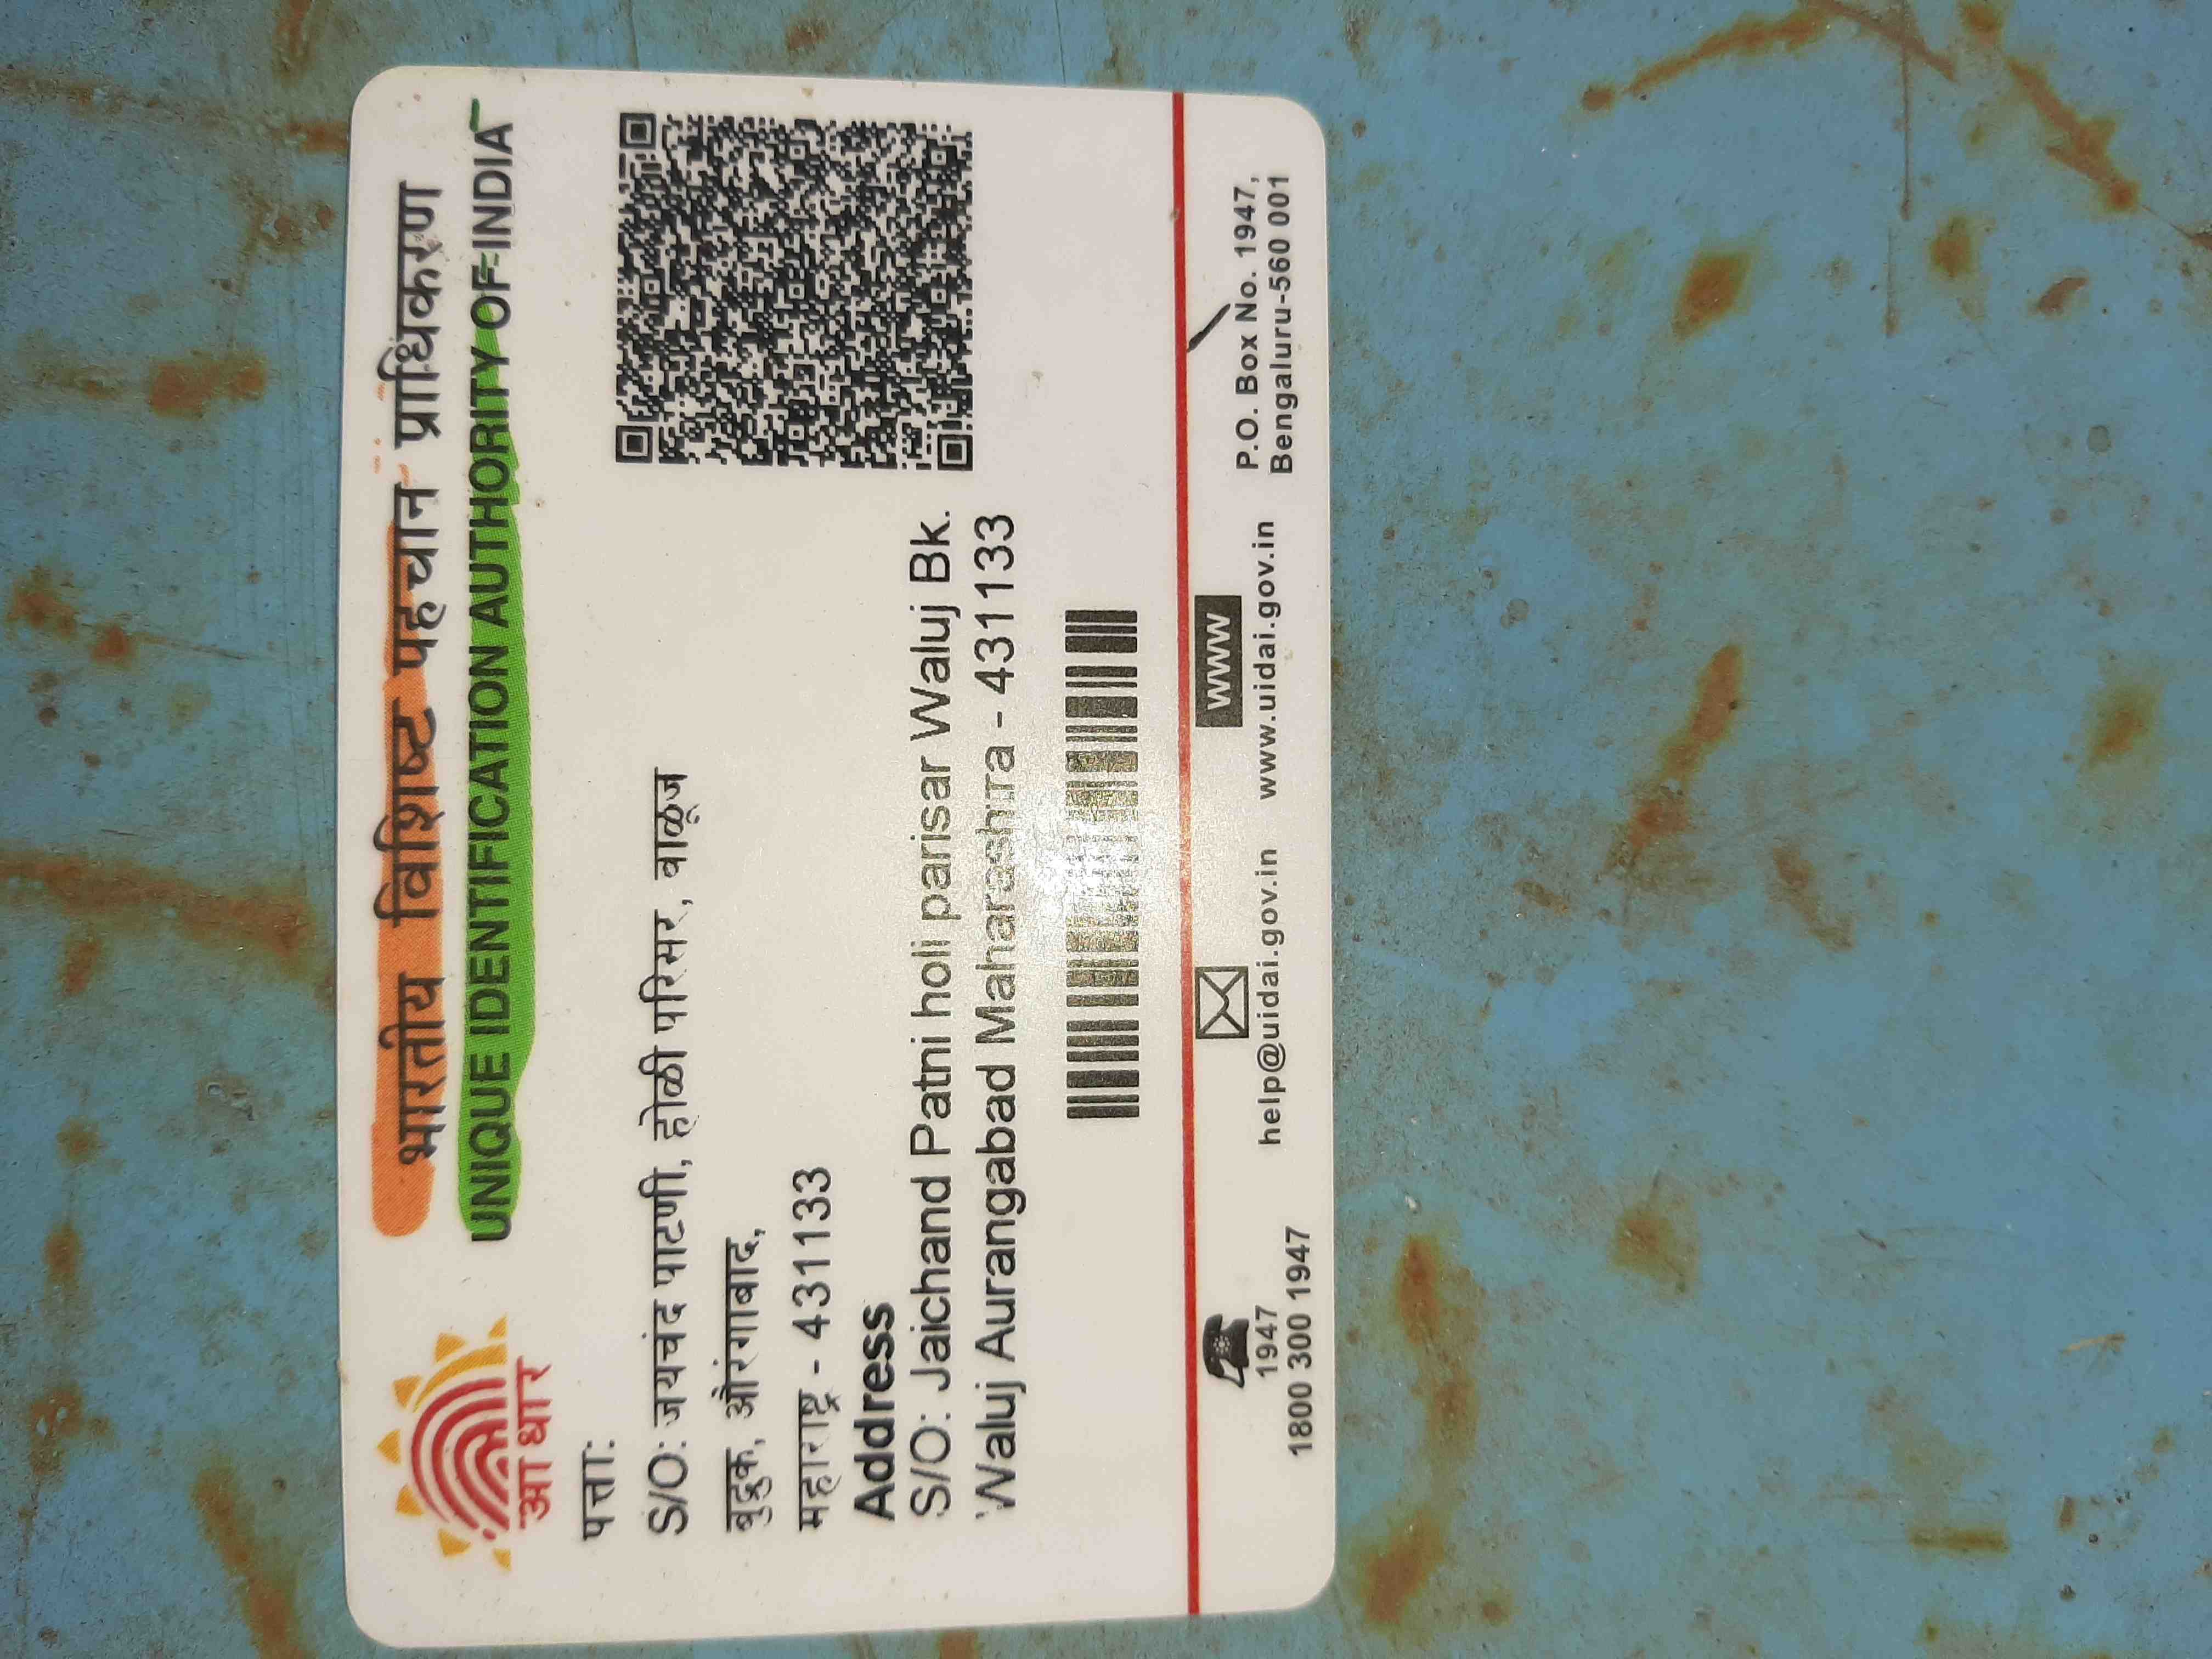 भारतीय विशिष्ट पहचान प्राधिकरण
UNIQUE IDENTIFICATION AUTHORITY OF INDIA
आधार
पत्ता:
S/O: जयचंद पाटणी, होळी परिसर, वाळूज
बुद्रुक, औरंगाबाद,
महाराष्ट्र - 431133
Address
S/O: Jaichand Patni holi parisar Waluj Bk.
Waluj Aurangabad Maharashtra - 431133
1947
1800 300 1947
help@uidai.gov.in
www
www.uidai.gov.in
P.O. Box No. 1947,
Bengaluru-560 001